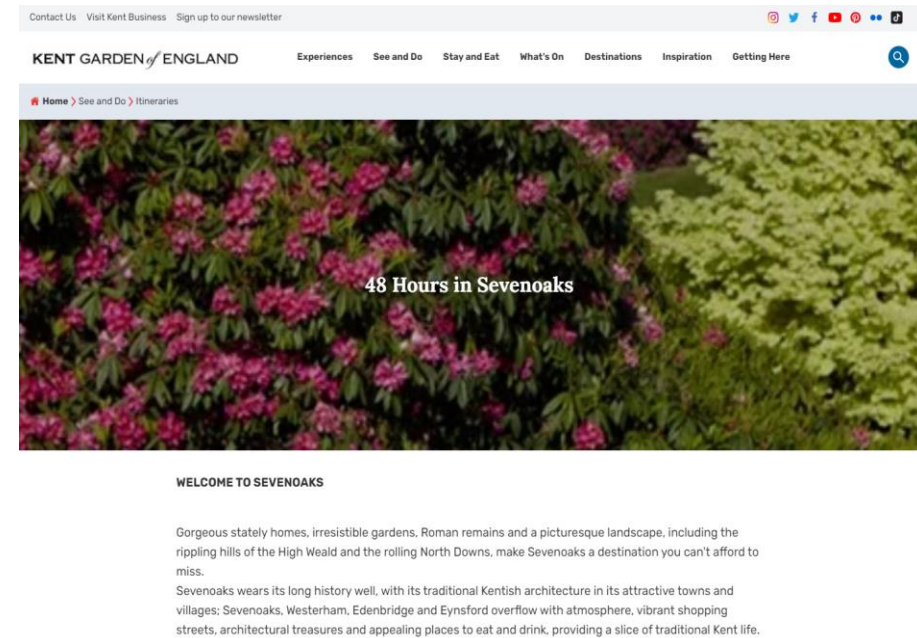 Contact Us Visit Kent Business Sign up to our newsletter
KENT GARDEN of ENGLAND
Experiences See and Do Stay and Eat What's On Destinations Inspiration Getting Here
Home > See and Do > Itineraries
48 Hours in Sevenoaks
WELCOME TO SEVENOAKS
Gorgeous stately homes, irresistible gardens, Roman remains and a picturesque landscape, including the
rippling hills of the High Weald and the rolling North Downs, make Sevenoaks a destination you can't afford to
miss.
Sevenoaks wears its long history well, with its traditional Kentish architecture in its attractive towns and
villages; Sevenoaks, Westerham, Edenbridge and Eynsford overflow with atmosphere, vibrant shopping
streets, architectural treasures and appealing places to eat and drink, providing a slice of traditional Kent life.